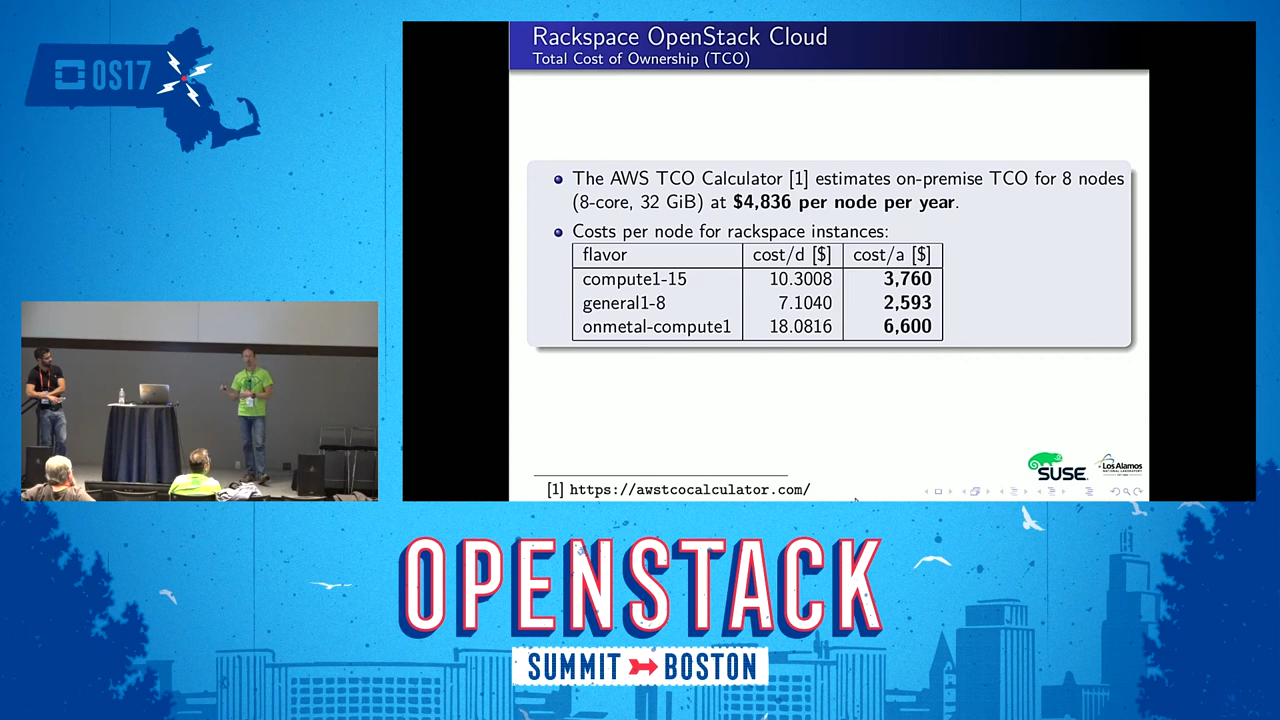 OS17
Rackspace OpenStack Cloud
Total Cost of Ownership (TCO)
The AWS TCO Calculator [1] estimates on-premise TCO for 8 nodes
(8-core, 32 GiB) at $4,836 per node per year.
Costs per node for rackspace instances:
flavor cost/d [$] cost/a [$]
compute1-15 10.3008 3,760
general1-8 7.1040 2,593
onmetal-compute1 18.0816 6,600
SUSE
Los Alamos
NATIONAL LABORATORY
[1] https://awstcocalculator.com/
OPENSTACK
SUMMIT BOSTON